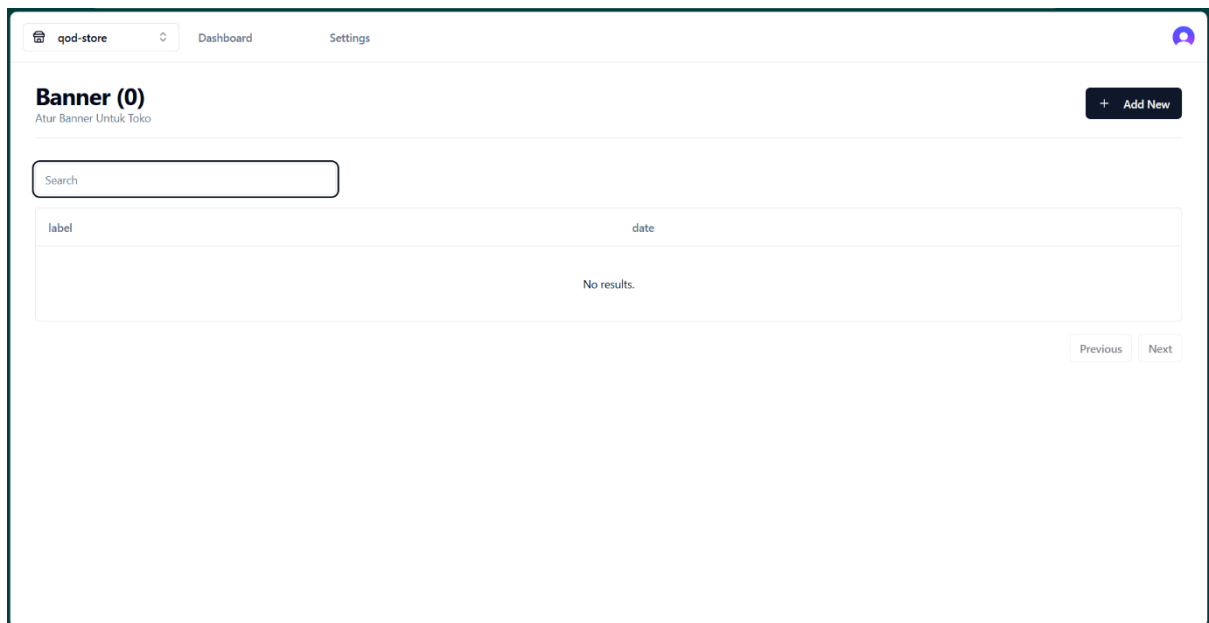 qod-store Dashboard Settings
Banner (0)
+ Add New
Atur Banner Untuk Toko
Search
label date
No results.
Previous Next